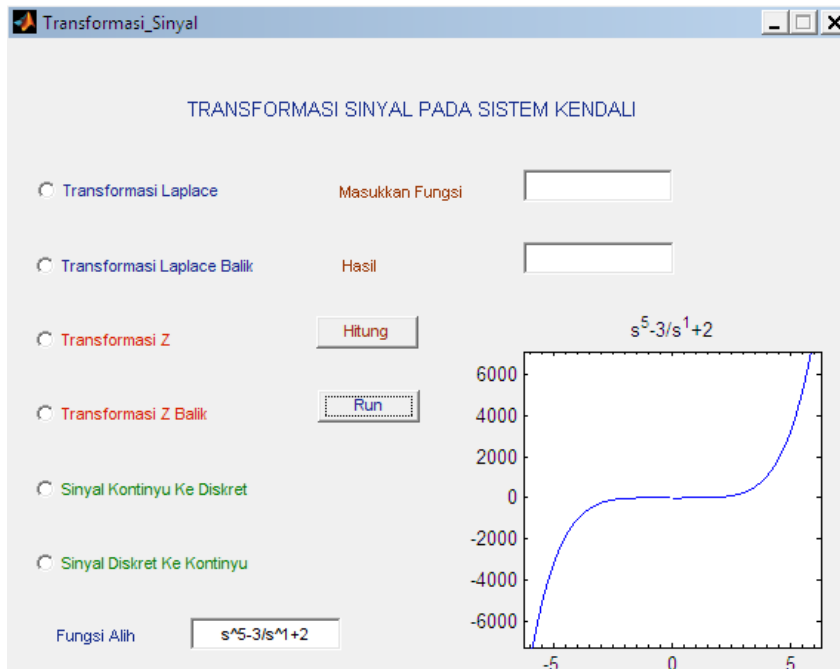 Transformasi_Sinyal
TRANSFORMASI SINYAL PADA SISTEM KENDALI
Transformasi Laplace
Masukkan Fungsi
Transformasi Laplace Balik
Hasil
Transformasi Z
Hitung
Transformasi Z Balik
Run
Sinyal Kontinyu Ke Diskret
Sinyal Diskret Ke Kontinyu
Fungsi Alih
s^5-3/s^1+2
s⁵-3/s¹+2
6000
4000
2000
0
-2000
-4000
-6000
-5 0 5